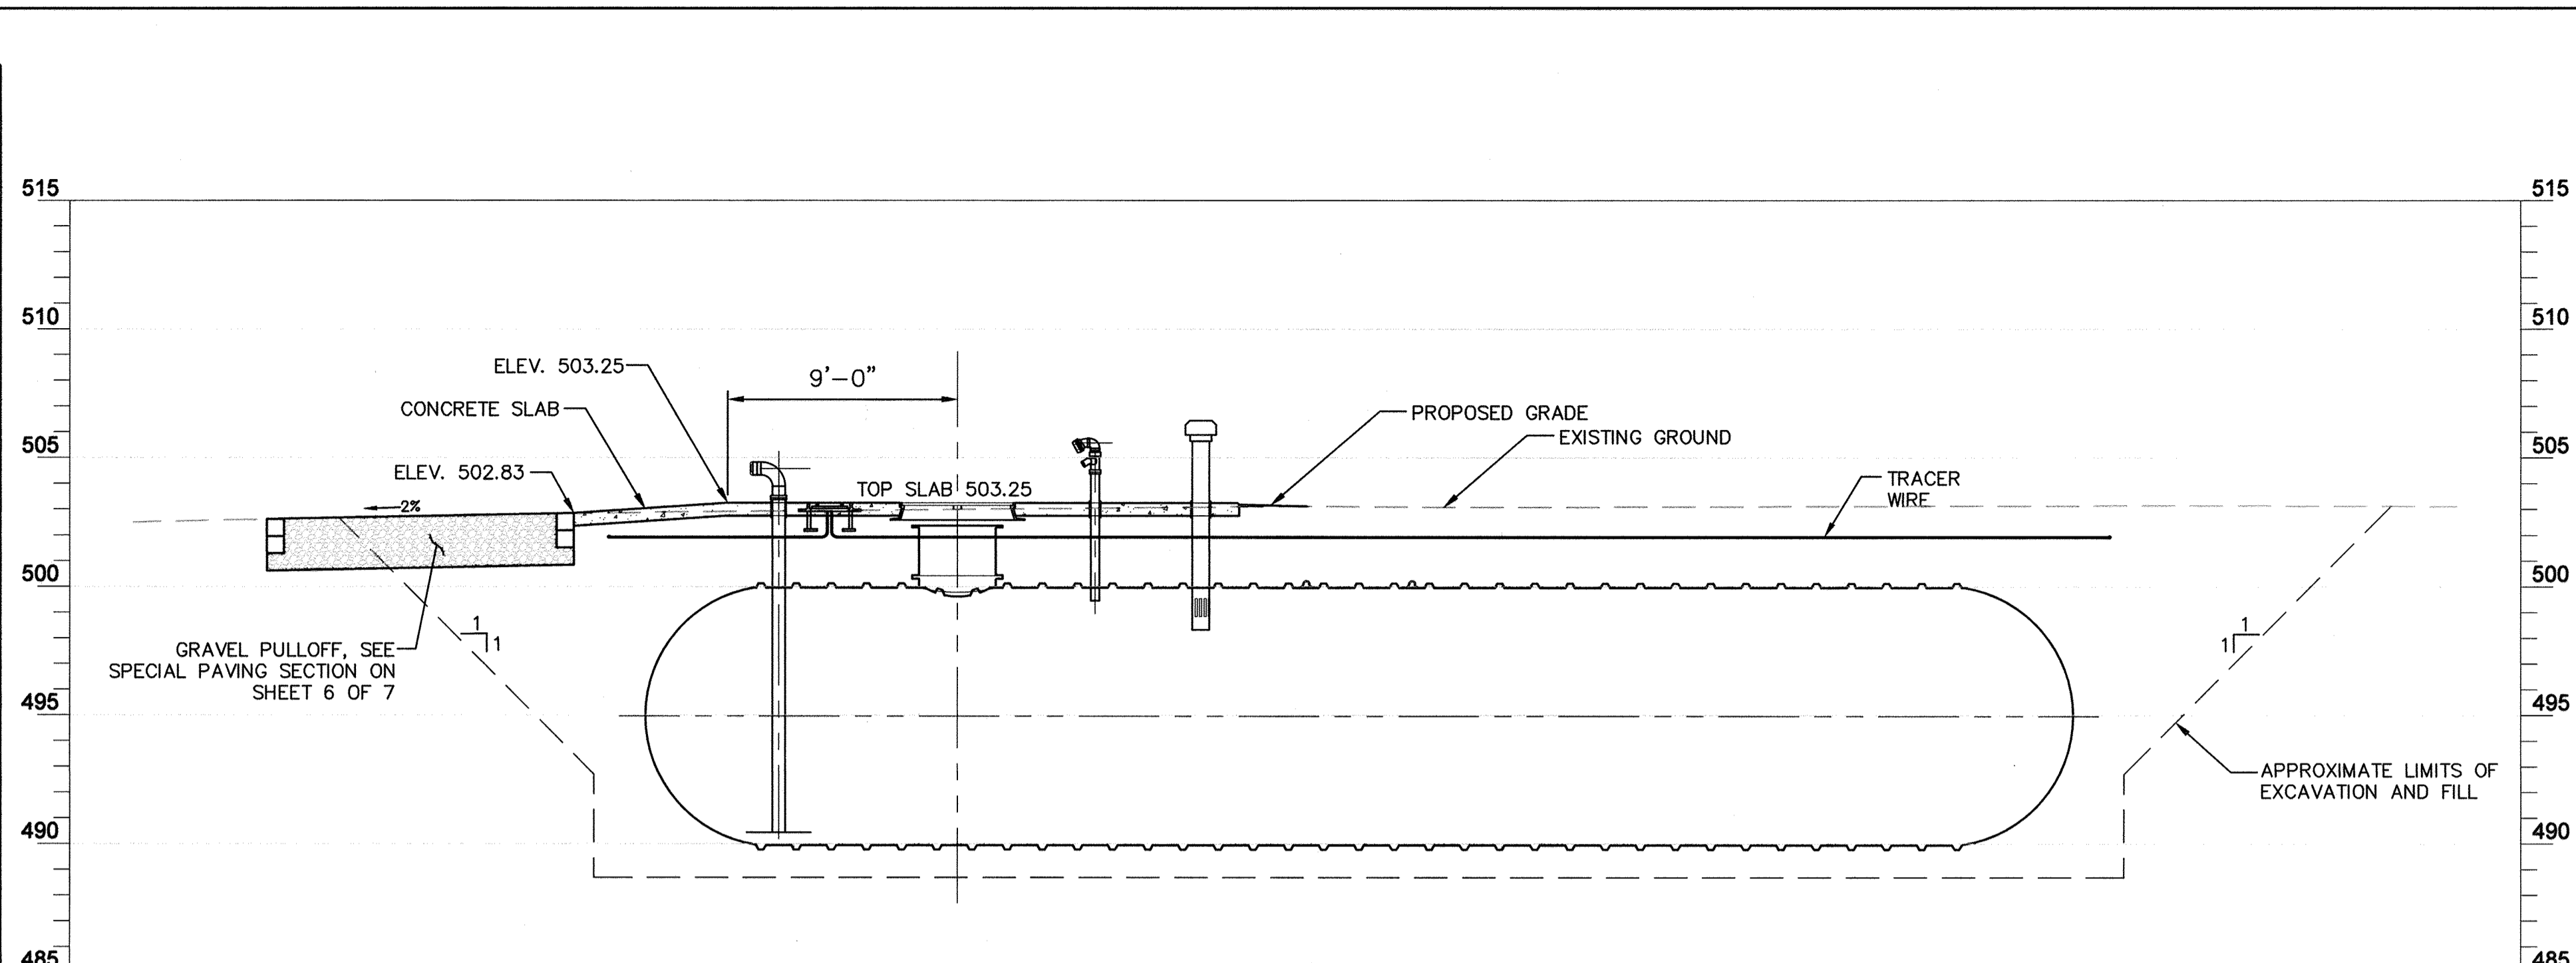 515
515
510
510
ELEV. 503.25
9'-0"
CONCRETE SLAB
PROPOSED GRADE
EXISTING GROUND
505
505
ELEV. 502.83
TRACER
WIRE
TOP SLAB 503.25
2%
500
500
1
1
1
1
GRAVEL PULLOFF, SEE
SPECIAL PAVING SECTION ON
SHEET 6 OF 7
495
495
APPROXIMATE LIMITS OF
EXCAVATION AND FILL
490
490
485
485